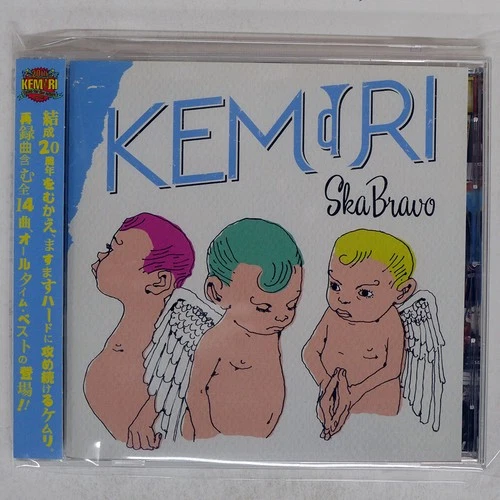 KEMURI
結成20周年をむかえ、ますますハードに攻め続けるケムリ。
再録曲含む全14曲、オールタイム・ベストの登場!!
KEMURI
SkaBravo